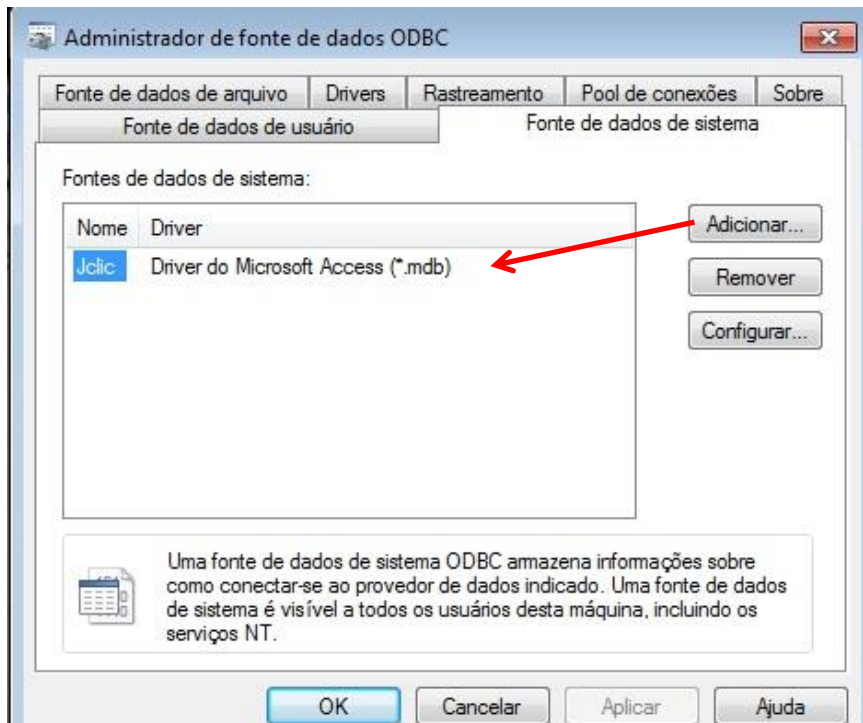 Administrador de fonte de dados ODBC
Fonte de dados de arquivo Drivers Rastreamento Pool de conexões Sobre
Fonte de dados de usuário Fonte de dados de sistema
Fontes de dados de sistema:
Nome Driver
Jclic Driver do Microsoft Access (*.mdb)
Adicionar...
Remover
Configurar...
Uma fonte de dados de sistema ODBC armazena informações sobre
como conectar-se ao provedor de dados indicado. Uma fonte de dados
de sistema é visível a todos os usuários desta máquina, incluindo os
serviços NT.
OK Cancelar Aplicar Ajuda